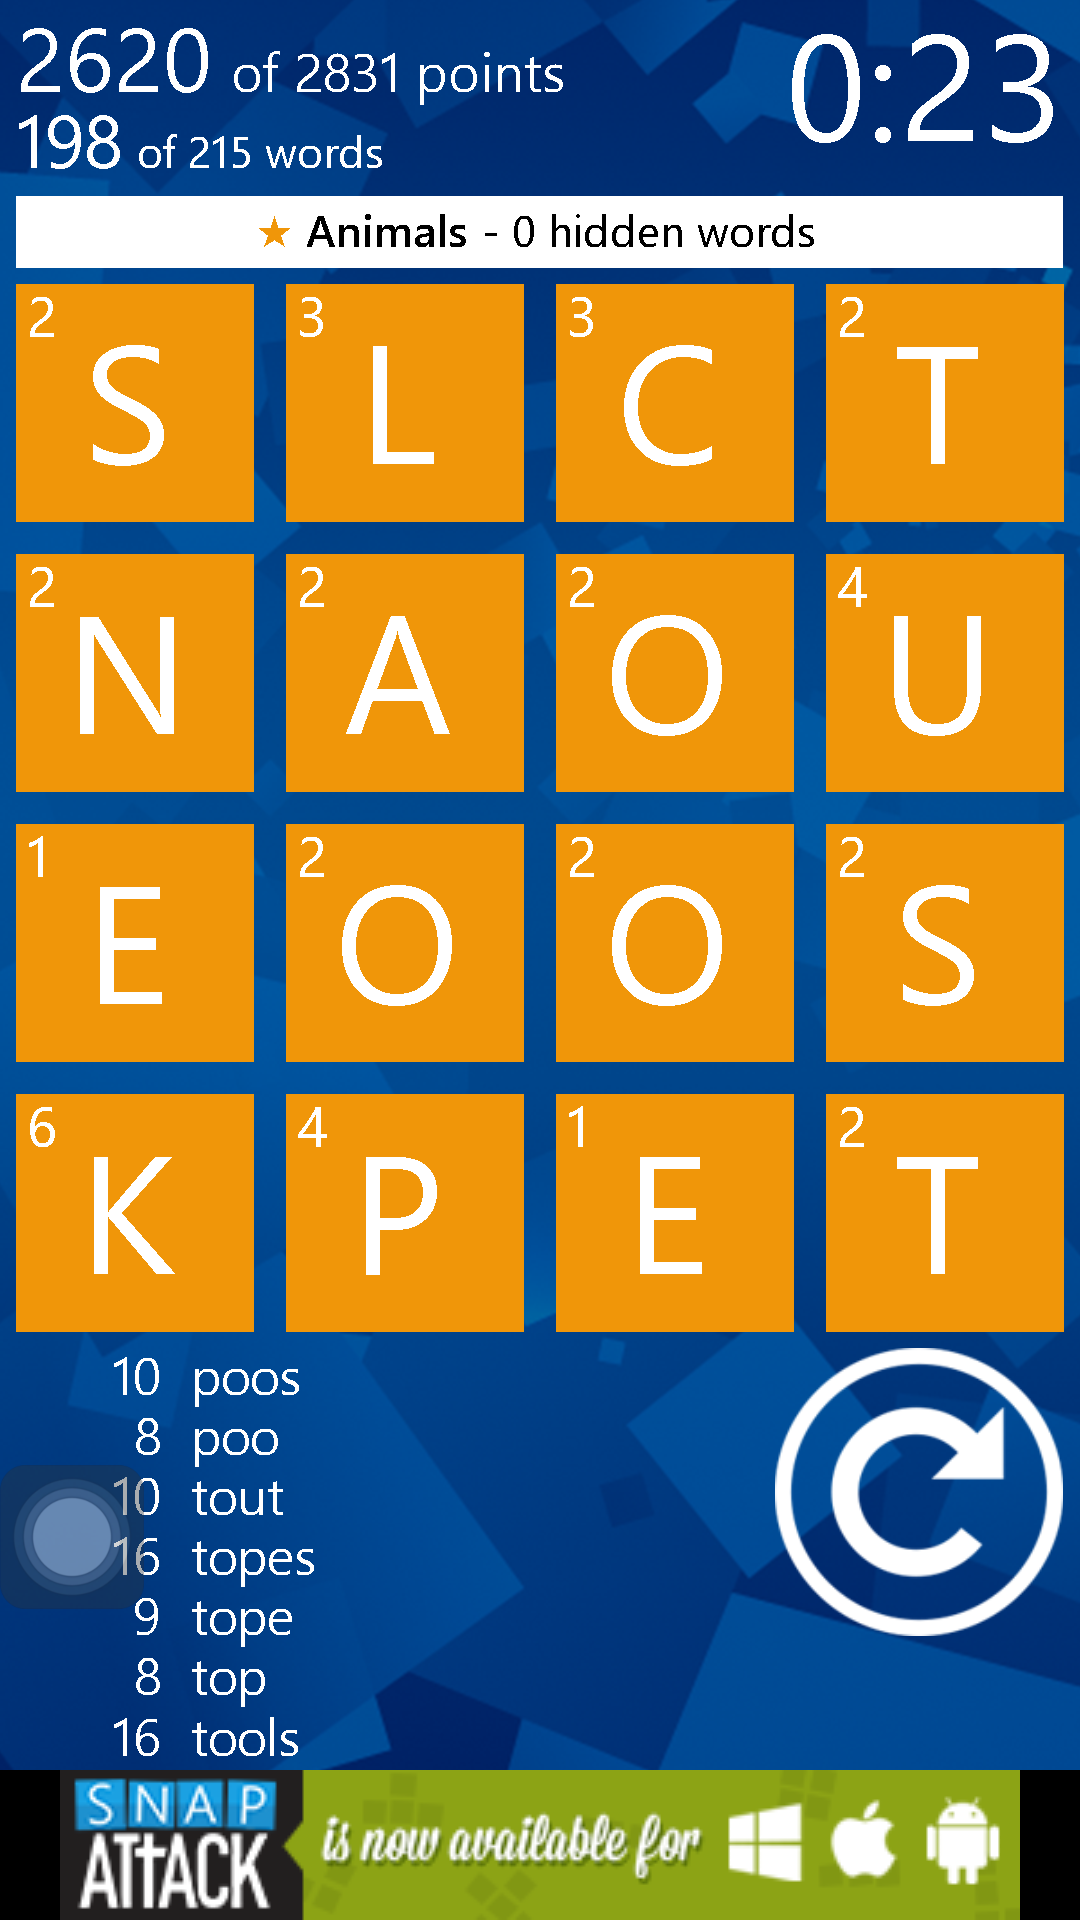 2620 of 2831 points
0:23
198 of 215 words
★ Animals - 0 hidden words
2 S 3 L 3 C 2 T
2 N 2 A 2 O 4 U
1 E 2 O 2 O 2 S
6 K 4 P 1 E 2 T
10 poos
8 poo
10 tout
16 topes
9 tope
8 top
16 tools
SNAP ATTACK is now available for